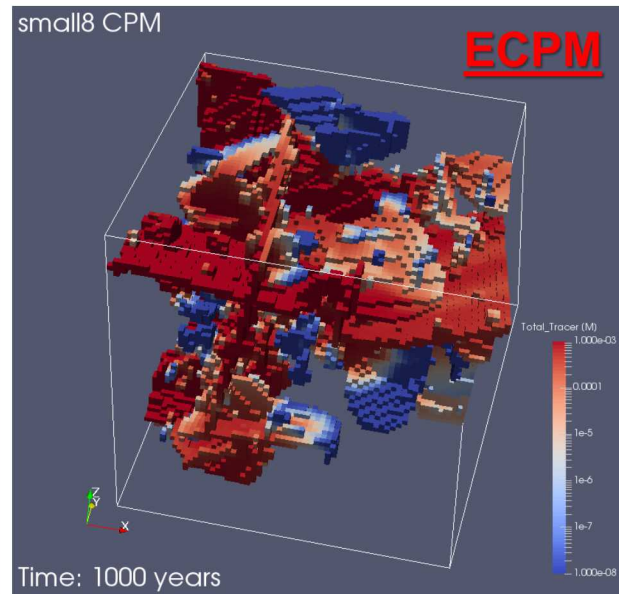 small8 CPM
ECPM
Total_Tracer (M)
1.000e-03
0.0001
1e-5
1e-6
1e-7
1.000e-08
Z
Y
X
Time: 1000 years